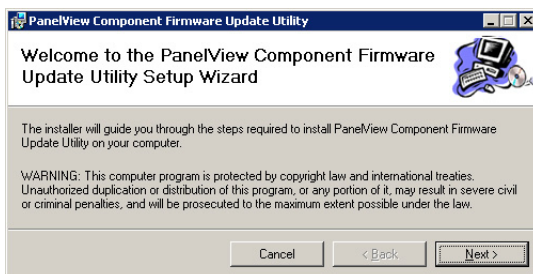 PanelView Component Firmware Update Utility
Welcome to the PanelView Component Firmware
Update Utility Setup Wizard
The installer will guide you through the steps required to install PanelView Component Firmware
Update Utility on your computer.
WARNING: This computer program is protected by copyright law and international treaties.
Unauthorized duplication or distribution of this program, or any portion of it, may result in severe civil
or criminal penalties, and will be prosecuted to the maximum extent possible under the law.
Cancel
< Back
Next >